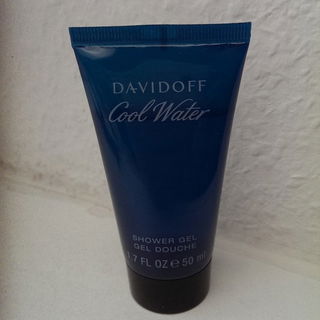 DAVIDOFF
Cool Water
SHOWER GEL
GEL DOUCHE
1.7 FL OZ ℮ 50 ml